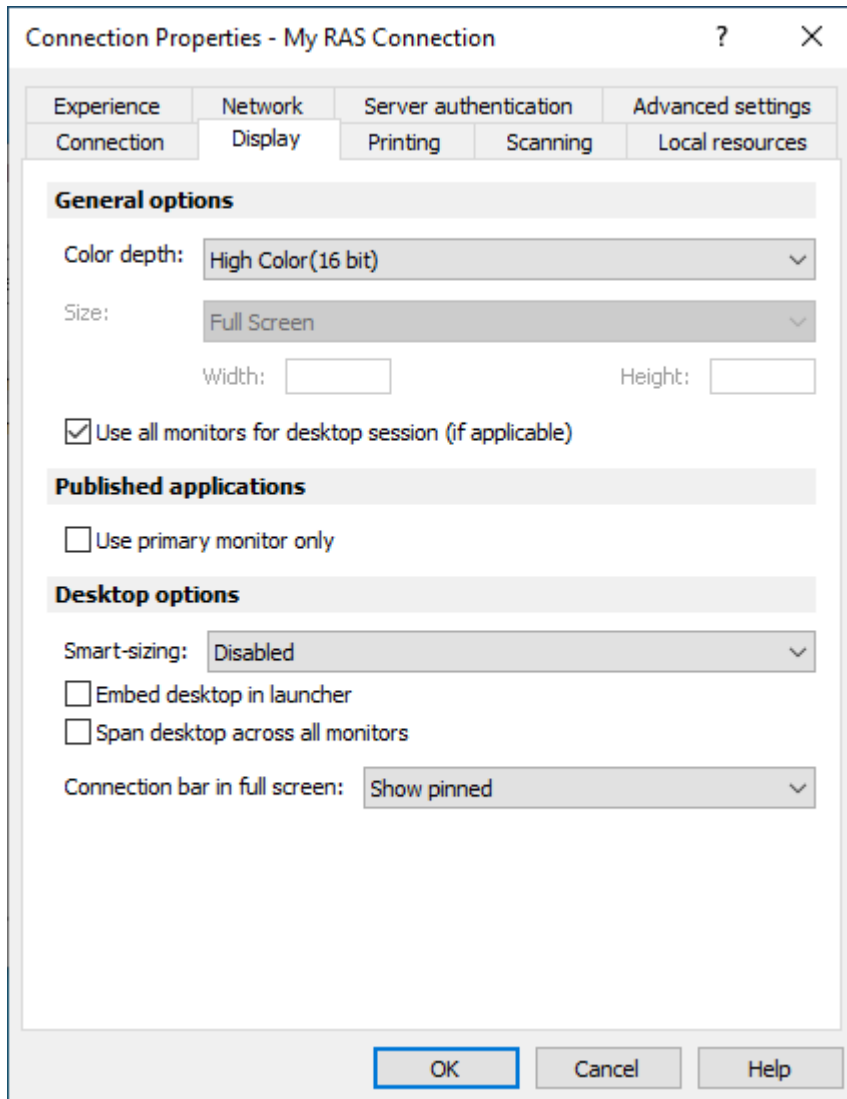 Connection Properties - My RAS Connection ?
Experience Network Server authentication Advanced settings
Connection Display Printing Scanning Local resources
General options
Color depth: High Color(16 bit)
Size: Full Screen
Width: Height:
Use all monitors for desktop session (if applicable)
Published applications
Use primary monitor only
Desktop options
Smart-sizing: Disabled
Embed desktop in launcher
Span desktop across all monitors
Connection bar in full screen: Show pinned
OK Cancel Help